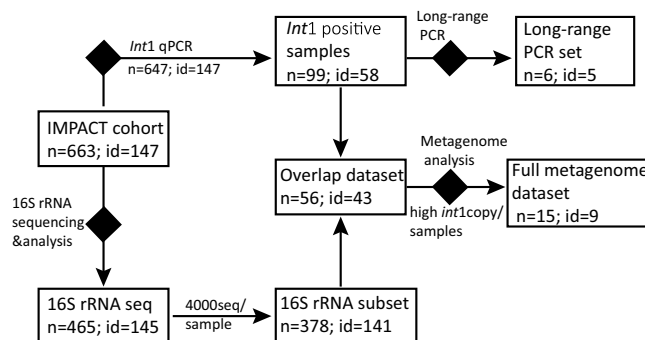 Int1 qPCR
n=647; id=147
Int1 positive
samples
n=99; id=58
Long-range
PCR
Long-range
PCR set
n=6; id=5
IMPACT cohort
n=663; id=147
Overlap dataset
n=56; id=43
Metagenome
analysis
high int1copy/
samples
Full metagenome
dataset
n=15; id=9
16S rRNA
sequencing
&analysis
16S rRNA seq
n=465; id=145
4000seq/
sample
16S rRNA subset
n=378; id=141